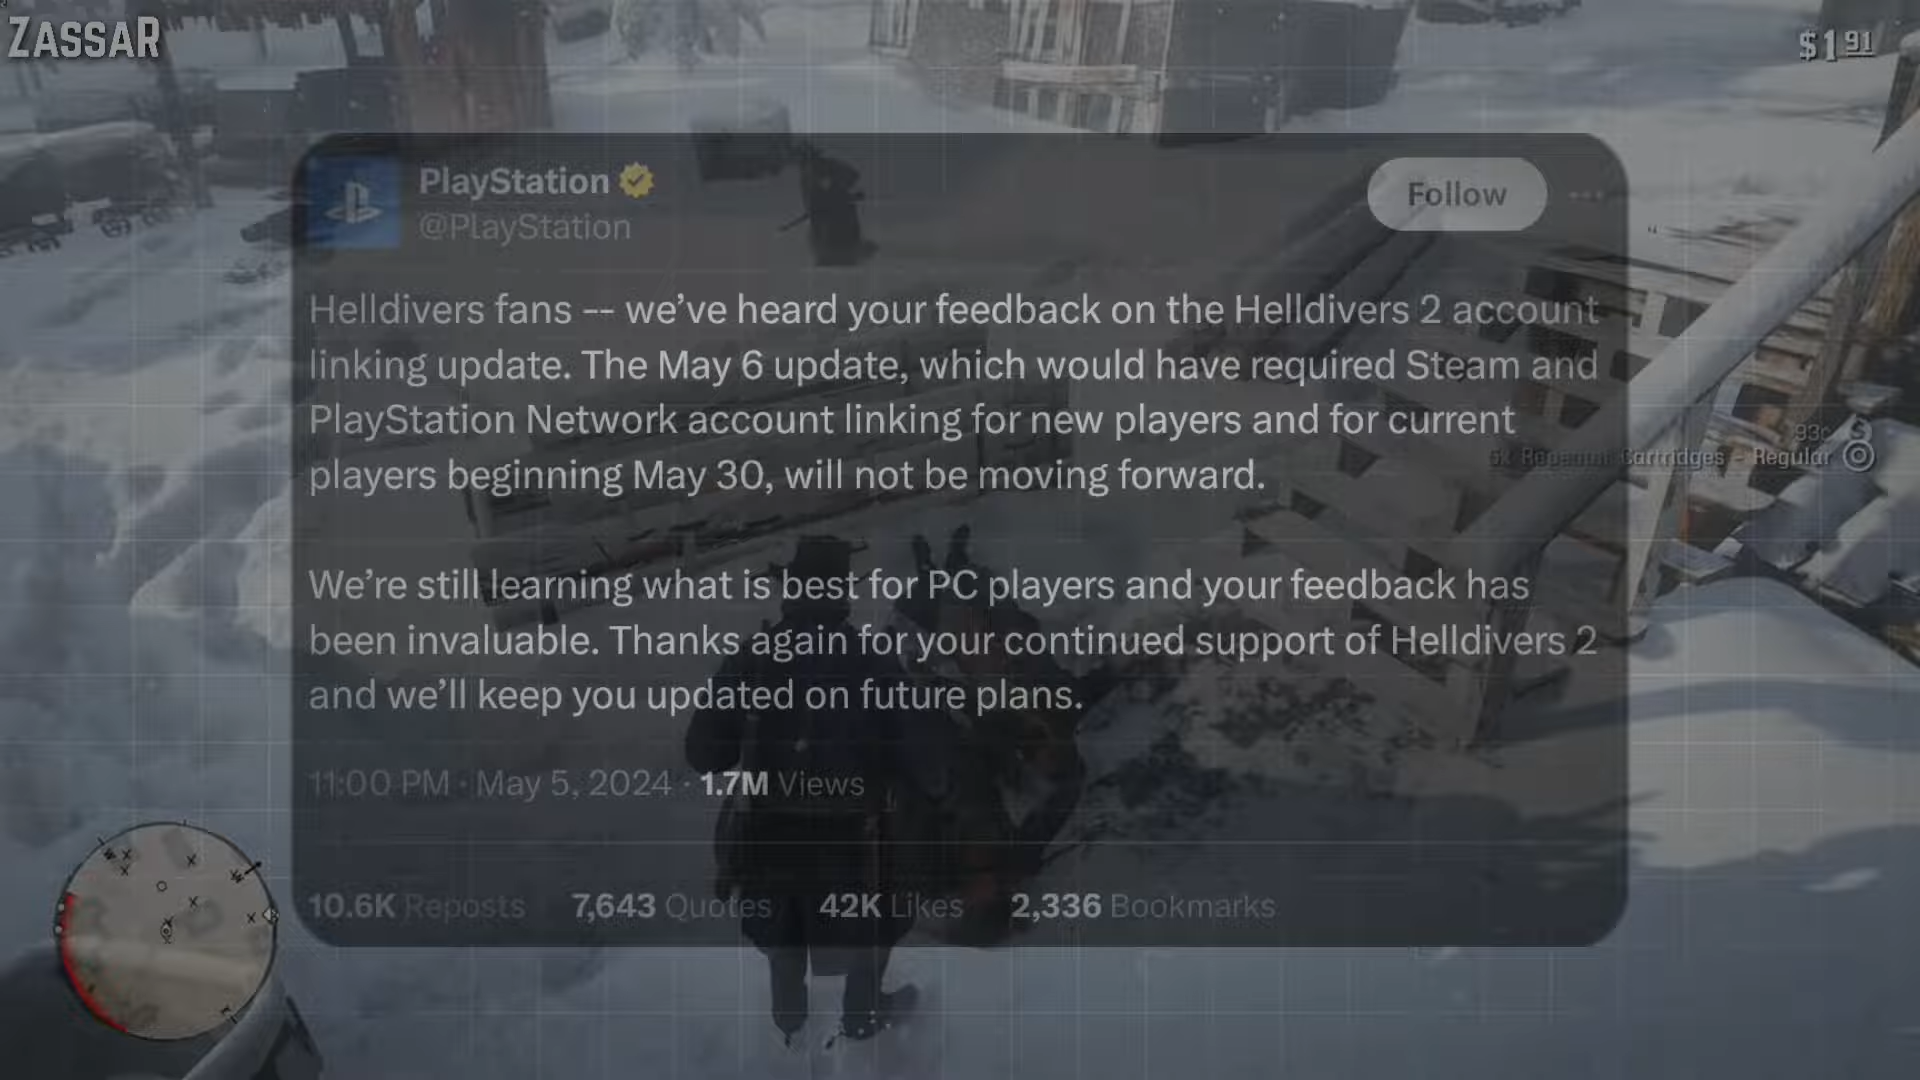 ZASSAR
$1.91
PlayStation
@PlayStation
Follow
Helldivers fans -- we've heard your feedback on the Helldivers 2 account
linking update. The May 6 update, which would have required Steam and
PlayStation Network account linking for new players and for current
players beginning May 30, will not be moving forward.
We're still learning what is best for PC players and your feedback has
been invaluable. Thanks again for your continued support of Helldivers 2
and we'll keep you updated on future plans.
11:00 PM · May 5, 2024 · 1.7M Views
10.6K Reposts 7,643 Quotes 42K Likes 2,336 Bookmarks
93c
Cartridges - Regular